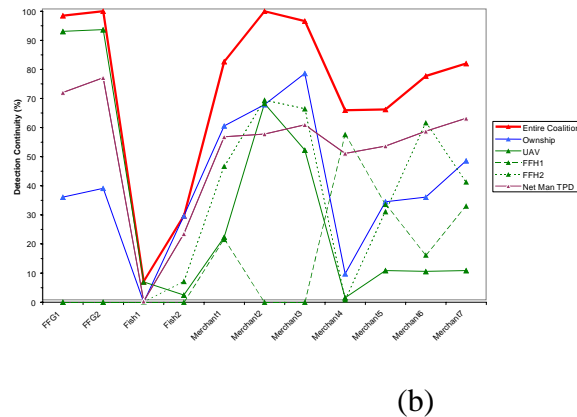 Detection Continuity (%)
100
90
80
70
60
50
40
30
20
10
0
FFG1
FFG2
Fish1
Fish2
Merchant1
Merchant2
Merchant3
Merchant4
Merchant5
Merchant6
Merchant7
Entire Coalition
Ownship
UAV
FFH1
FFH2
Net Man TPD
(b)